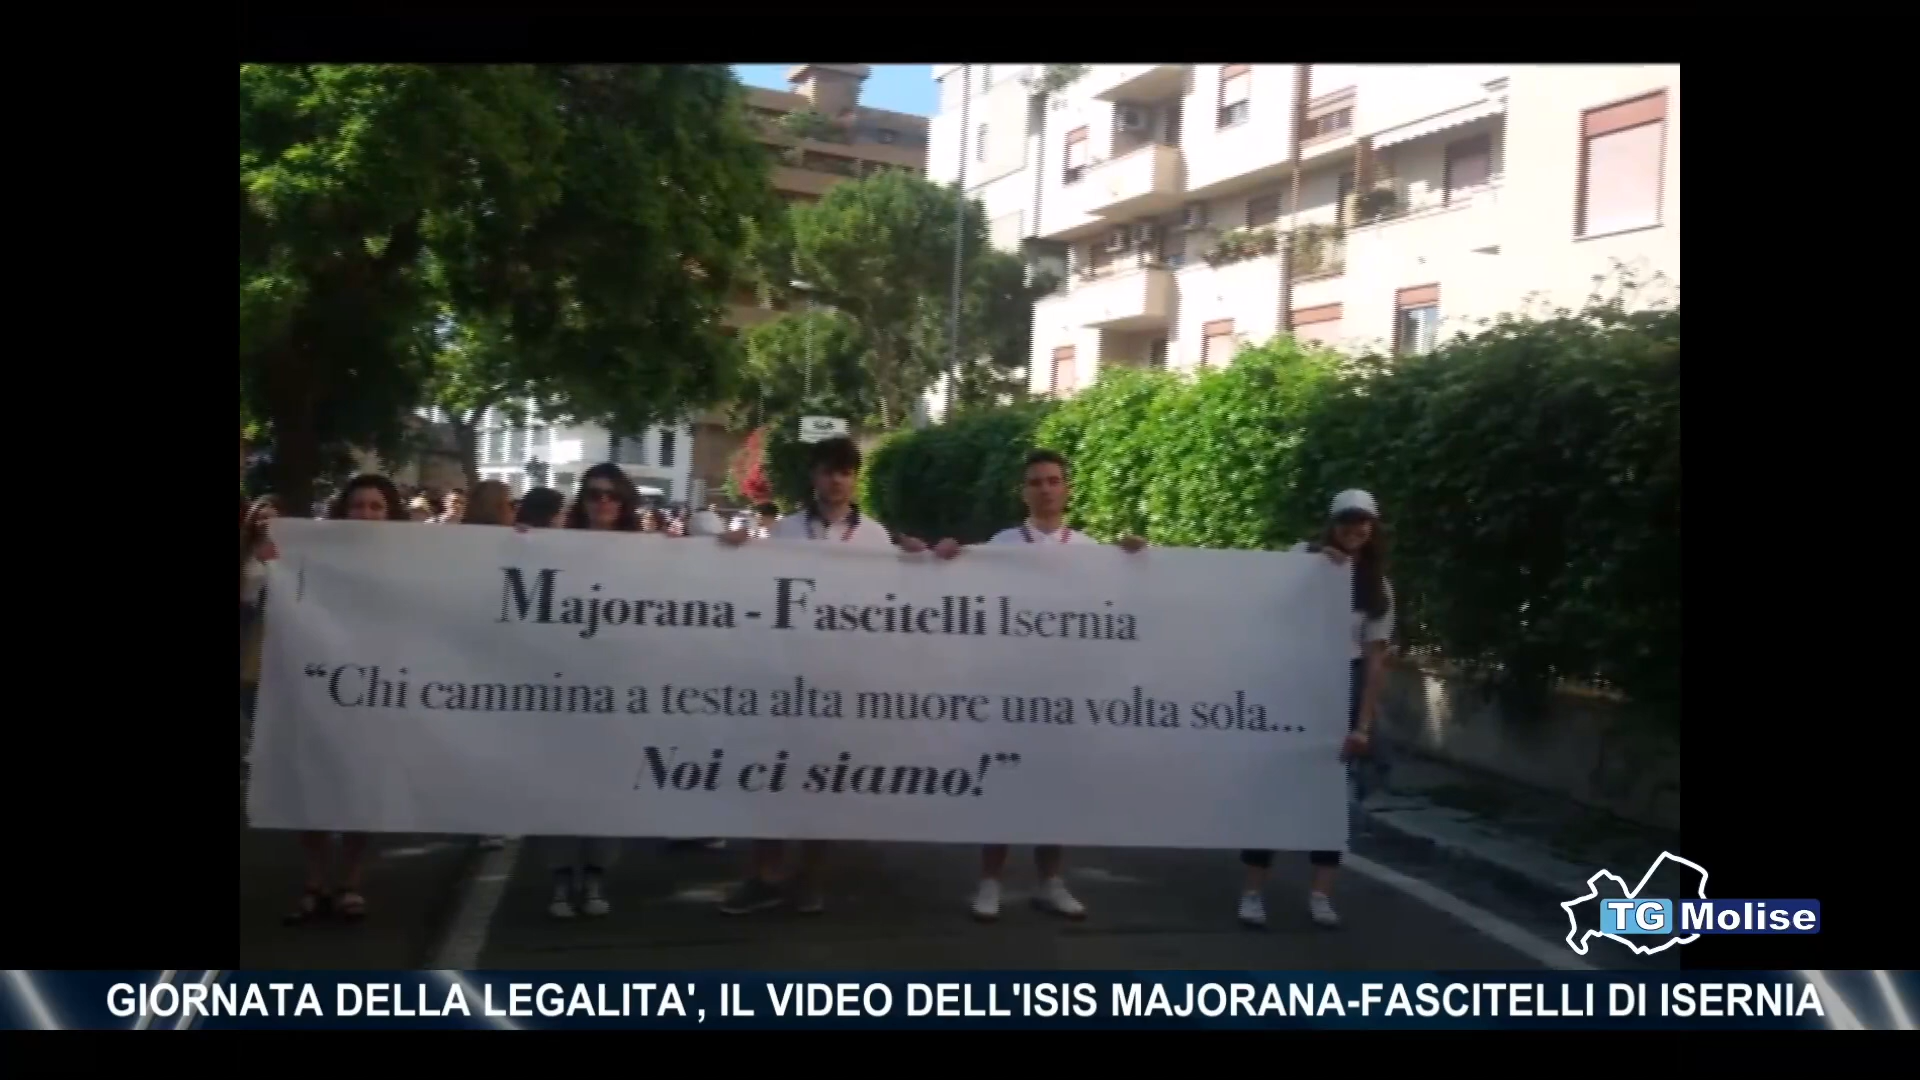 Majorana - Fascitelli Isernia
“Chi cammina a testa alta muore una volta sola...
Noi ci siamo!”
TG Molise
GIORNATA DELLA LEGALITA', IL VIDEO DELL'ISIS MAJORANA-FASCITELLI DI ISERNIA